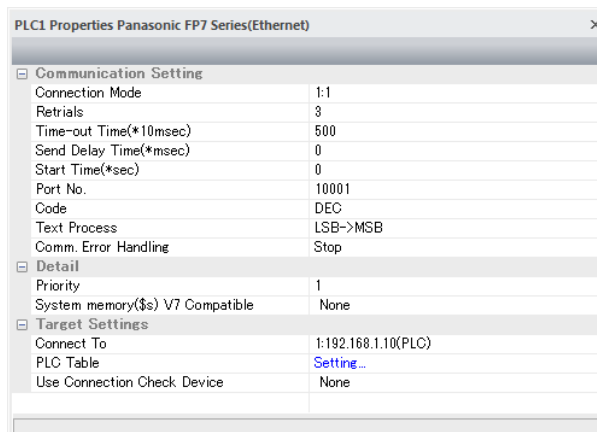 PLC1 Properties Panasonic FP7 Series(Ethernet)
Communication Setting
Connection Mode 1:1
Retrials 3
Time-out Time(*10msec) 500
Send Delay Time(*msec) 0
Start Time(*sec) 0
Port No. 10001
Code DEC
Text Process LSB->MSB
Comm. Error Handling Stop
Detail
Priority 1
System memory($s) V7 Compatible None
Target Settings
Connect To 1:192.168.1.10(PLC)
PLC Table Setting...
Use Connection Check Device None